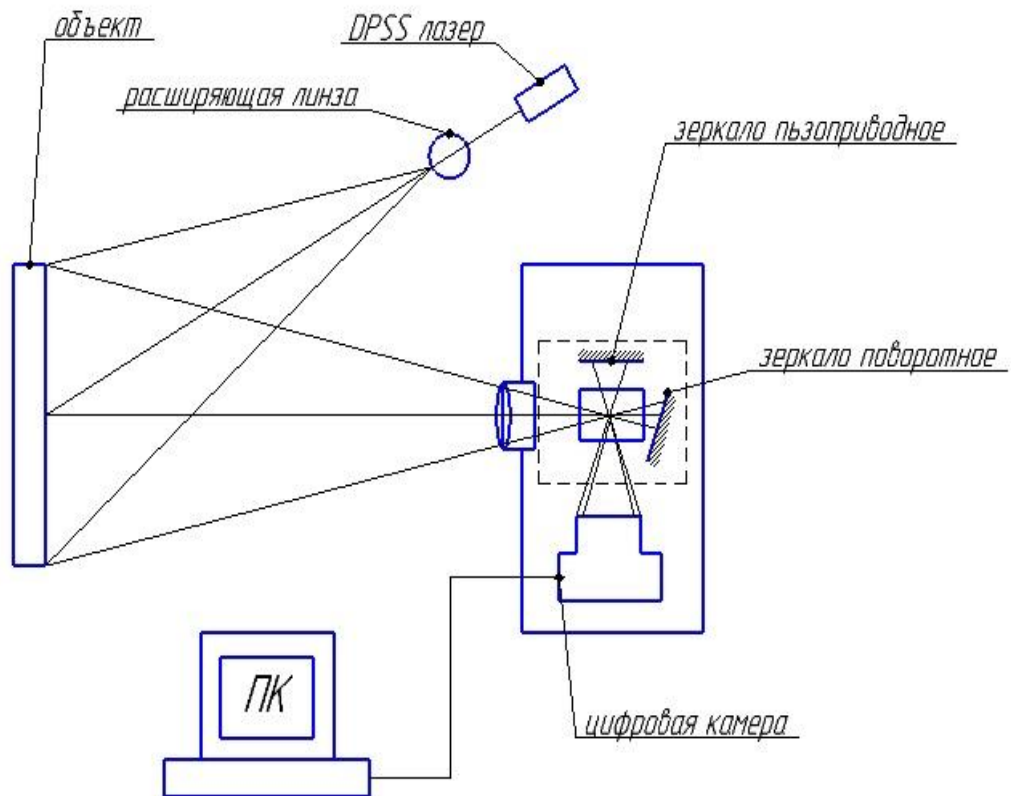 объект
DPSS лазер
расширяющая линза
зеркало пьзоприводное
зеркало поворотное
ПК
цифровая камера